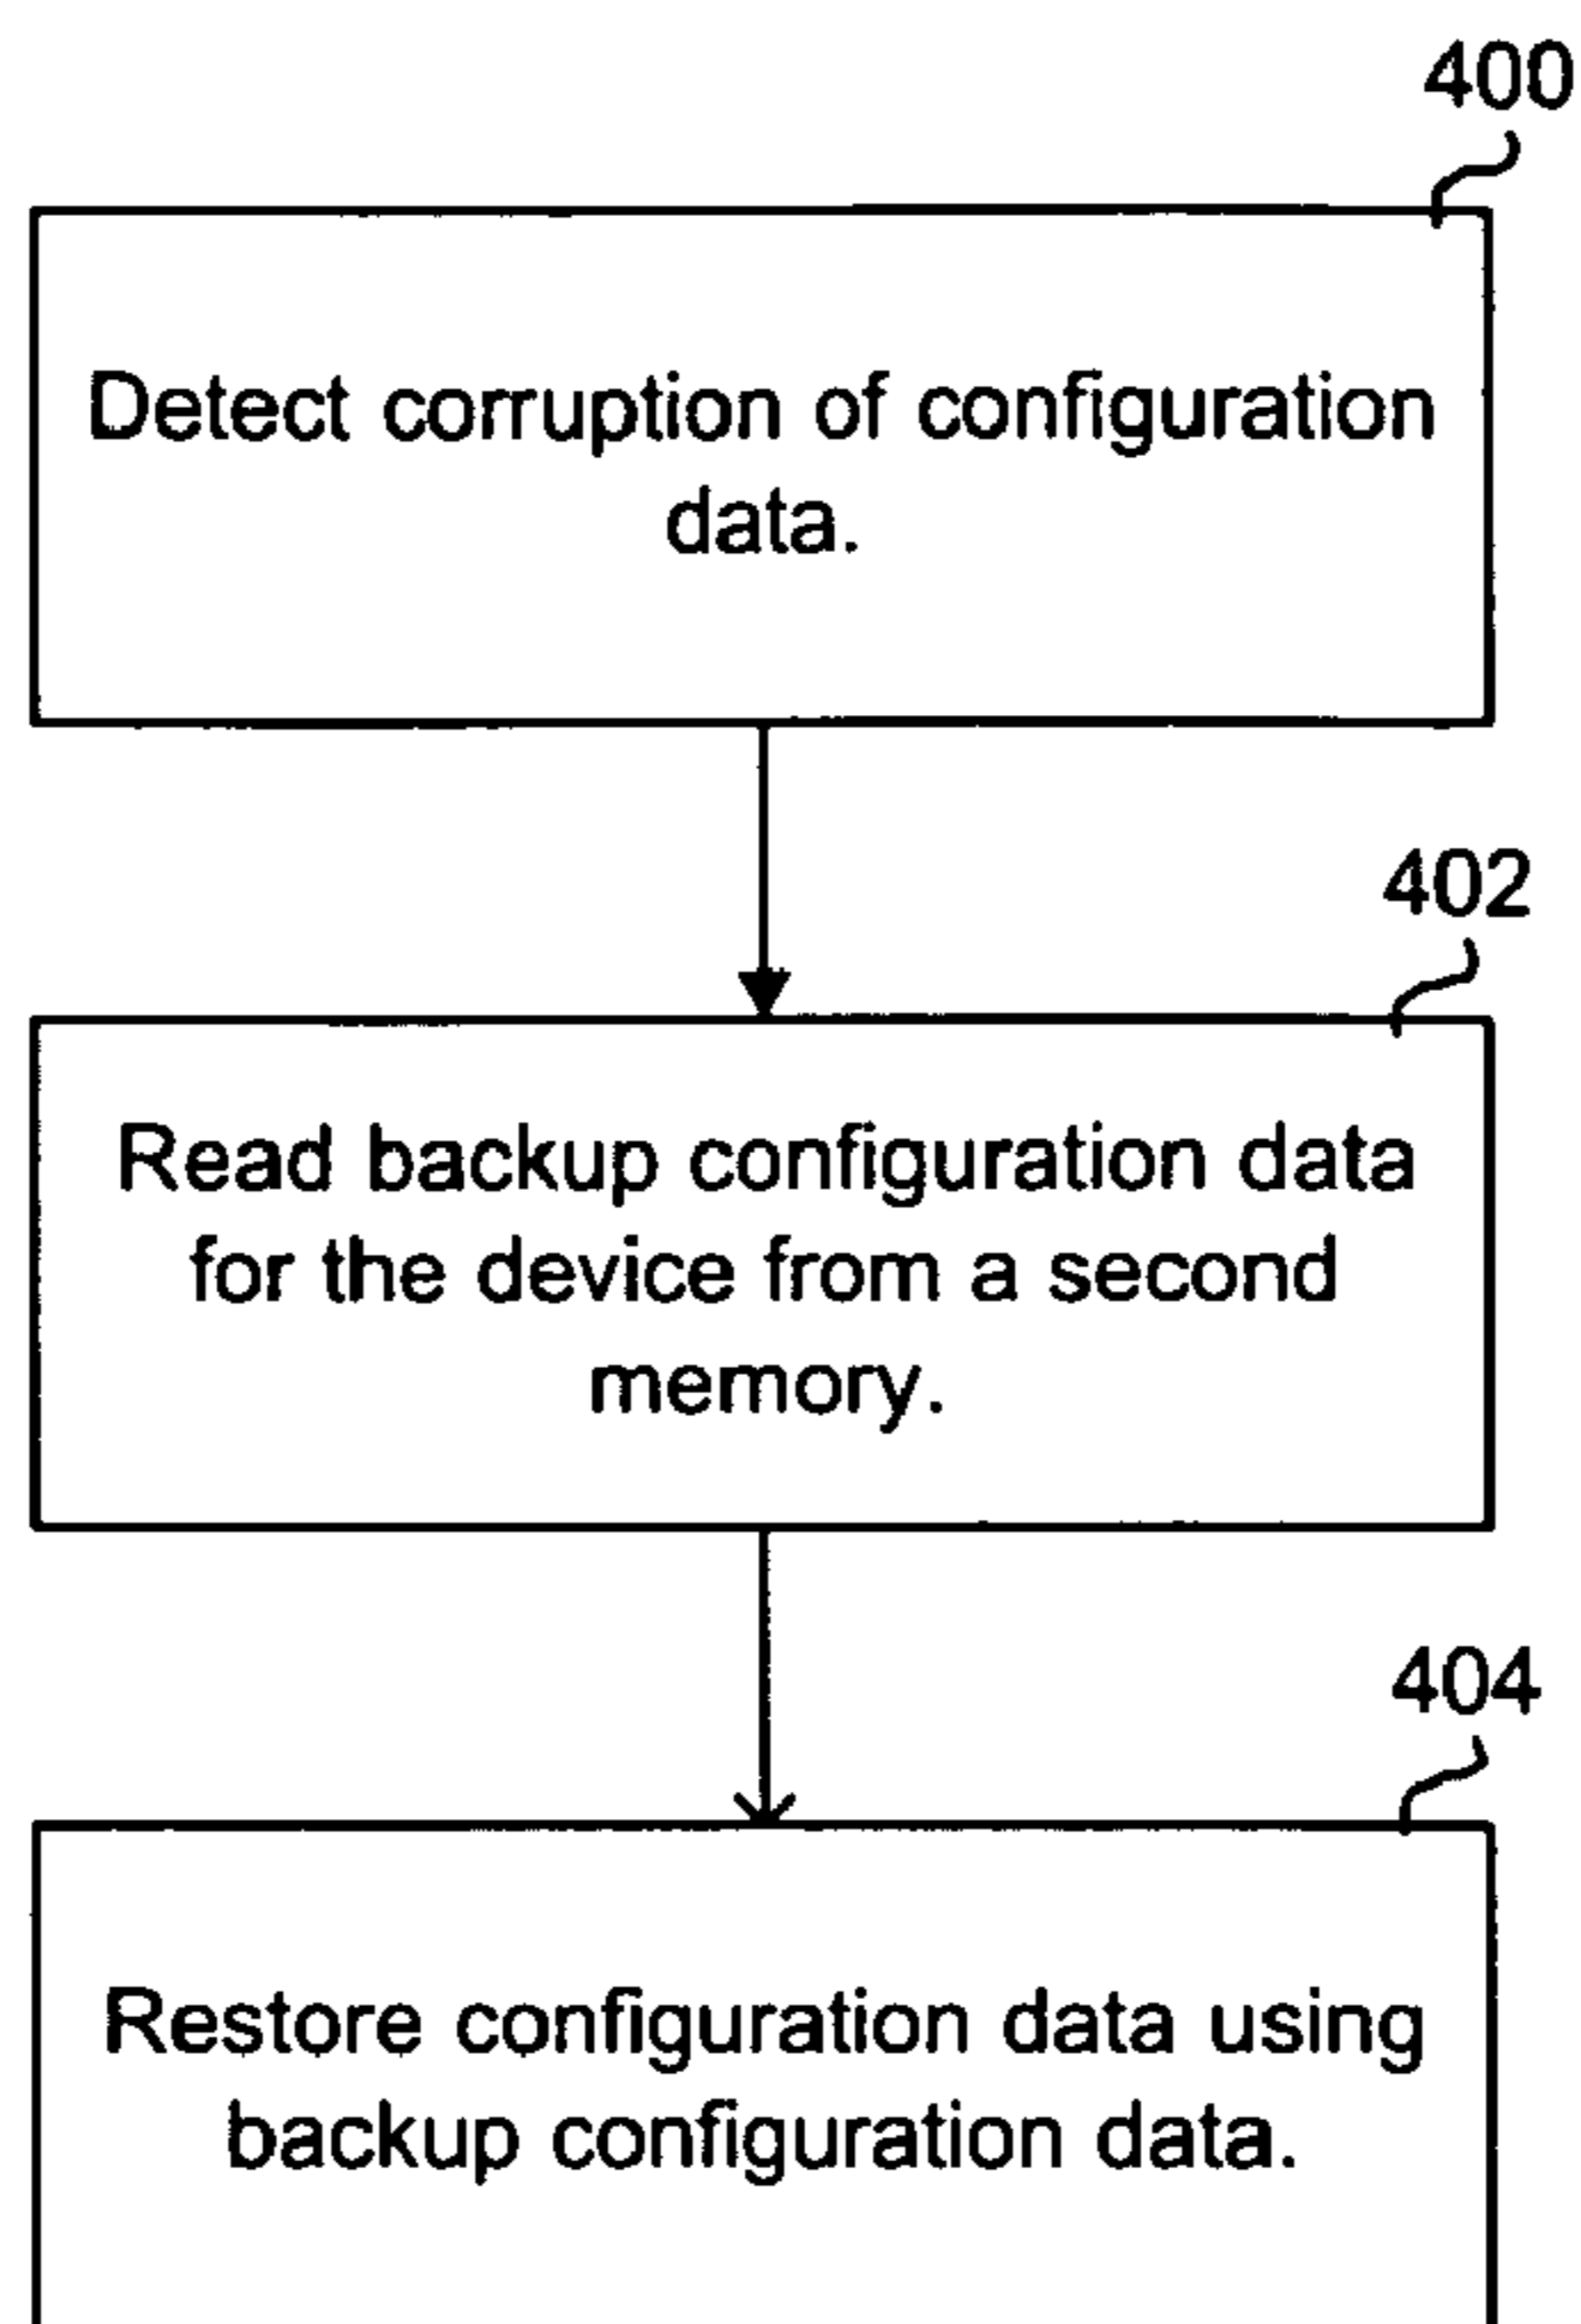 400
Detect corruption of configuration
data.
402
Read backup configuration data
for the device from a second
memory.
404
Restore configuration data using
backup configuration data.